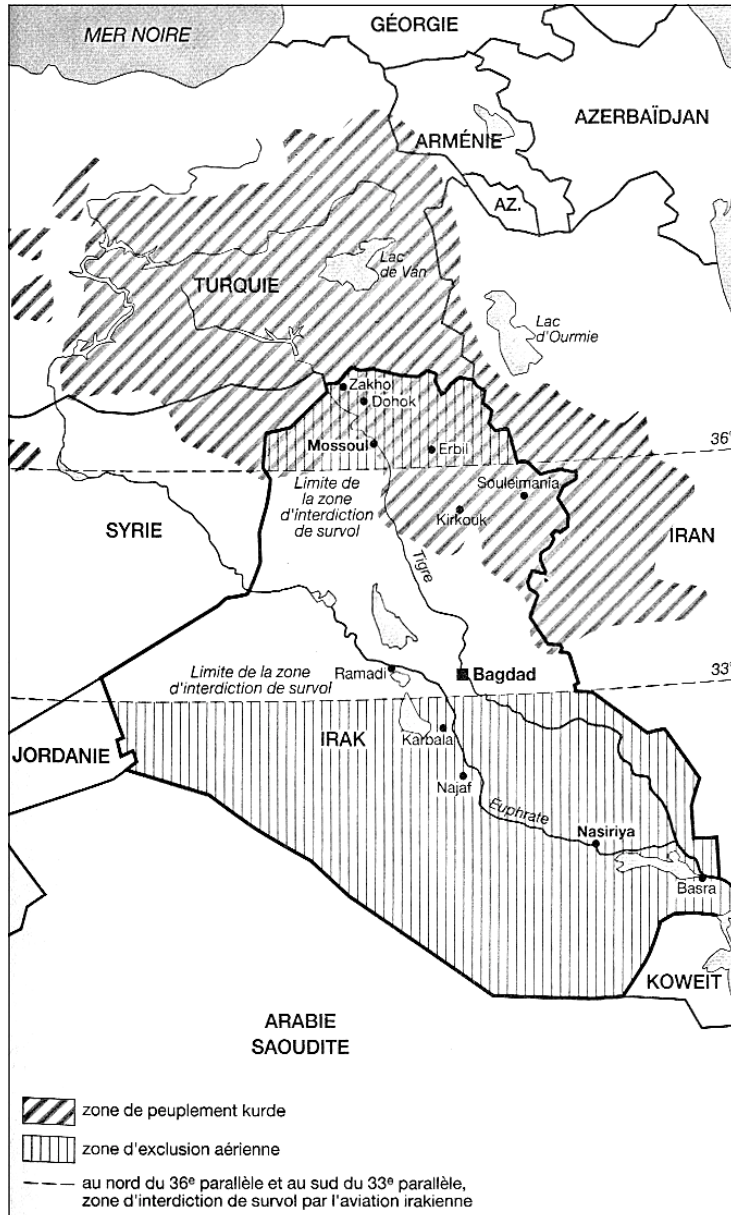 MER NOIRE
GÉORGIE
AZERBAÏDJAN
ARMÉNIE
AZ.
Lac
de Van
TURQUIE
Lac
d'Ourmie
Zakho
Dohok
36e
Mossoul
Erbil
Limite de
la zone
d'interdiction
de survol
Souleimania
Kirkouk
SYRIE
IRAN
Tigre
Limite de la zone
d'interdiction de survol
Ramadi
Bagdad
33e
JORDANIE
IRAK
Karbala
Najaf
Euphrate
Nasiriya
Basra
KOWEIT
ARABIE
SAOUDITE
zone de peuplement kurde
zone d'exclusion aérienne
au nord du 36e parallèle et au sud du 33e parallèle,
zone d'interdiction de survol par l'aviation irakienne